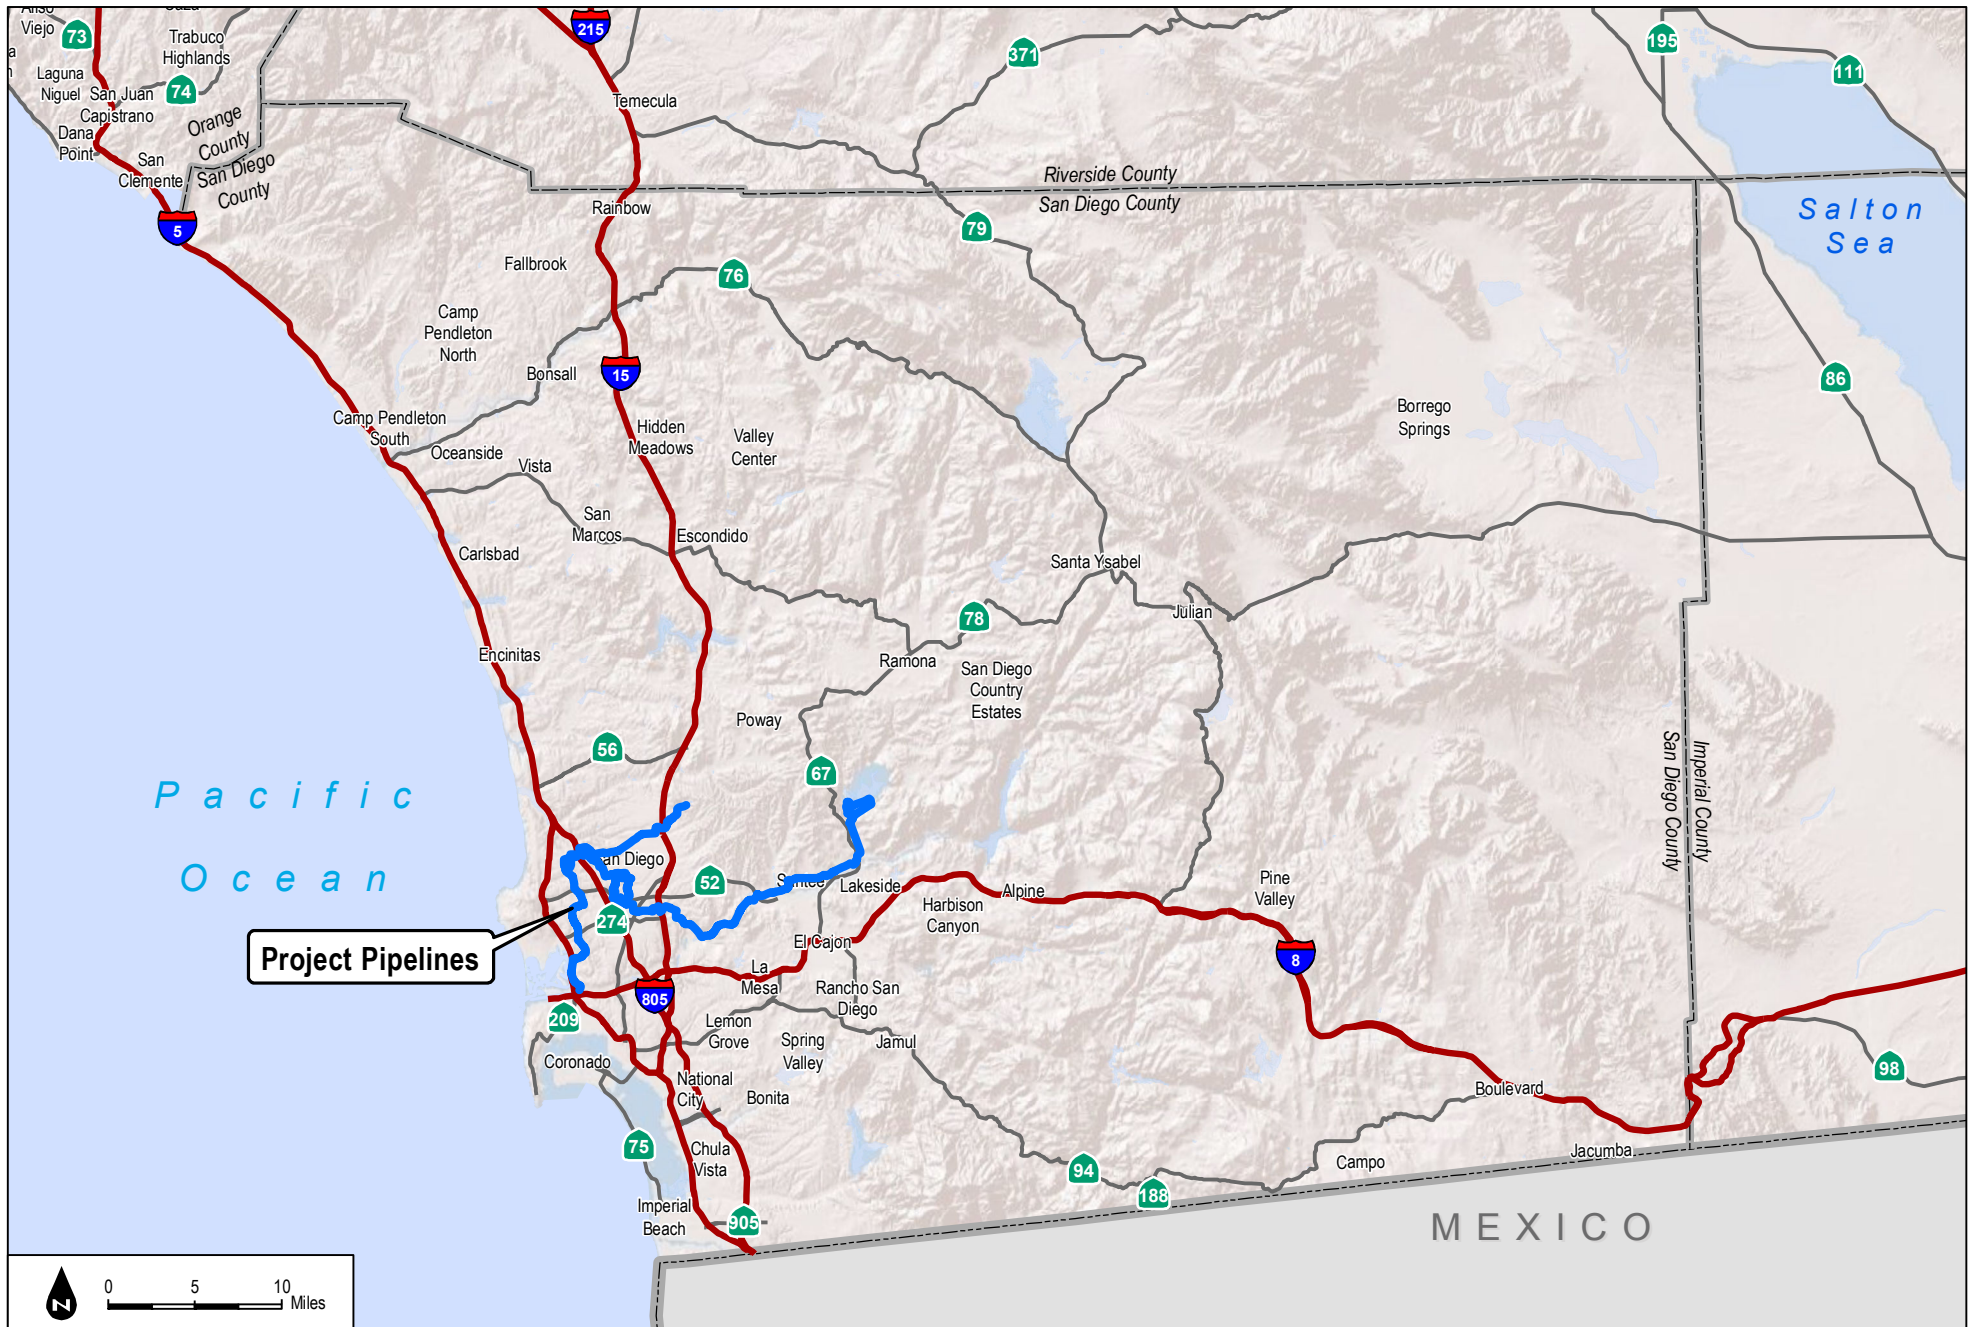 Viejo
73
Trabuco
Highlands
Laguna
Niguel
San Juan
Capistrano
74
Dana
Point
Orange
County
San Diego
County
San
Clemente
5
215
Temecula
371
195
111
Riverside County
San Diego County
Salton
Sea
Rainbow
79
Fallbrook
76
Camp
Pendleton
North
Bonsall
15
86
Camp Pendleton
South
Oceanside
Hidden
Meadows
Valley
Center
Borrego
Springs
Vista
San
Marcos
Escondido
Carlsbad
Santa Ysabel
78
Julian
Encinitas
Ramona
San Diego
Country
Estates
Poway
56
67
San Diego County
Imperial County
Pacific
Ocean
San Diego
52
Santee
Lakeside
Alpine
Pine
Valley
Harbison
Canyon
274
El Cajon
8
Project Pipelines
La
Mesa
805
Rancho San
Diego
209
Lemon
Grove
Spring
Valley
Jamul
Coronado
National
City
Bonita
98
Boulevard
75
Chula
Vista
94
188
Campo
Jacumba
Imperial
Beach
905
MEXICO
N
0 5 10
Miles